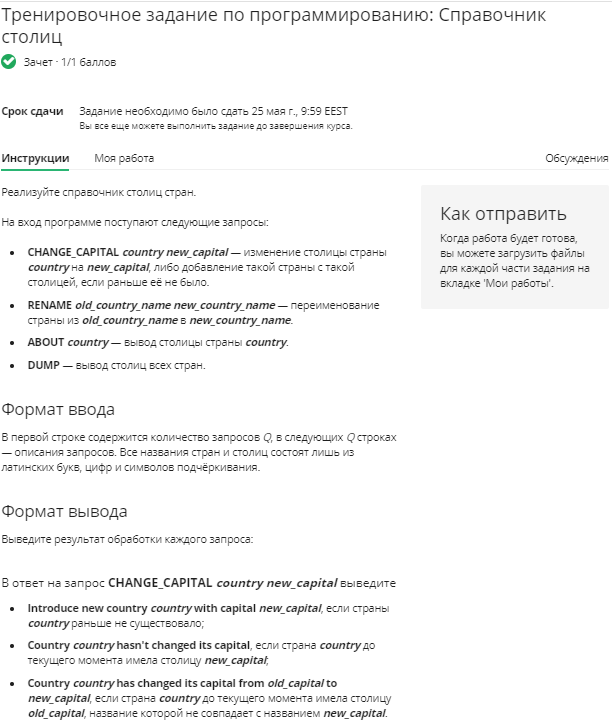 Тренировочное задание по программированию: Справочник
столиц
Зачет · 1/1 баллов
Срок сдачи Задание необходимо было сдать 25 мая г., 9:59 EEST
Вы все еще можете выполнить задание до завершения курса.
Инструкции Моя работа Обсуждения
Реализуйте справочник столиц стран.
На вход программе поступают следующие запросы:
• CHANGE_CAPITAL country new_capital — изменение столицы страны
country на new_capital, либо добавление такой страны с такой
столицей, если раньше её не было.
• RENAME old_country_name new_country_name — переименование
страны из old_country_name в new_country_name.
• ABOUT country — вывод столицы страны country.
• DUMP — вывод столиц всех стран.
Как отправить
Когда работа будет готова,
вы можете загрузить файлы
для каждой части задания на
вкладке 'Мои работы'.
Формат ввода
В первой строке содержится количество запросов Q, в следующих Q строках
— описания запросов. Все названия стран и столиц состоят лишь из
латинских букв, цифр и символов подчёркивания.
Формат вывода
Выведите результат обработки каждого запроса:
В ответ на запрос CHANGE_CAPITAL country new_capital выведите
• Introduce new country country with capital new_capital, если страны
country раньше не существовало;
• Country country hasn't changed its capital, если страна country до
текущего момента имела столицу new_capital;
• Country country has changed its capital from old_capital to
new_capital, если страна country до текущего момента имела столицу
old_capital, название которой не совпадает с названием new_capital.